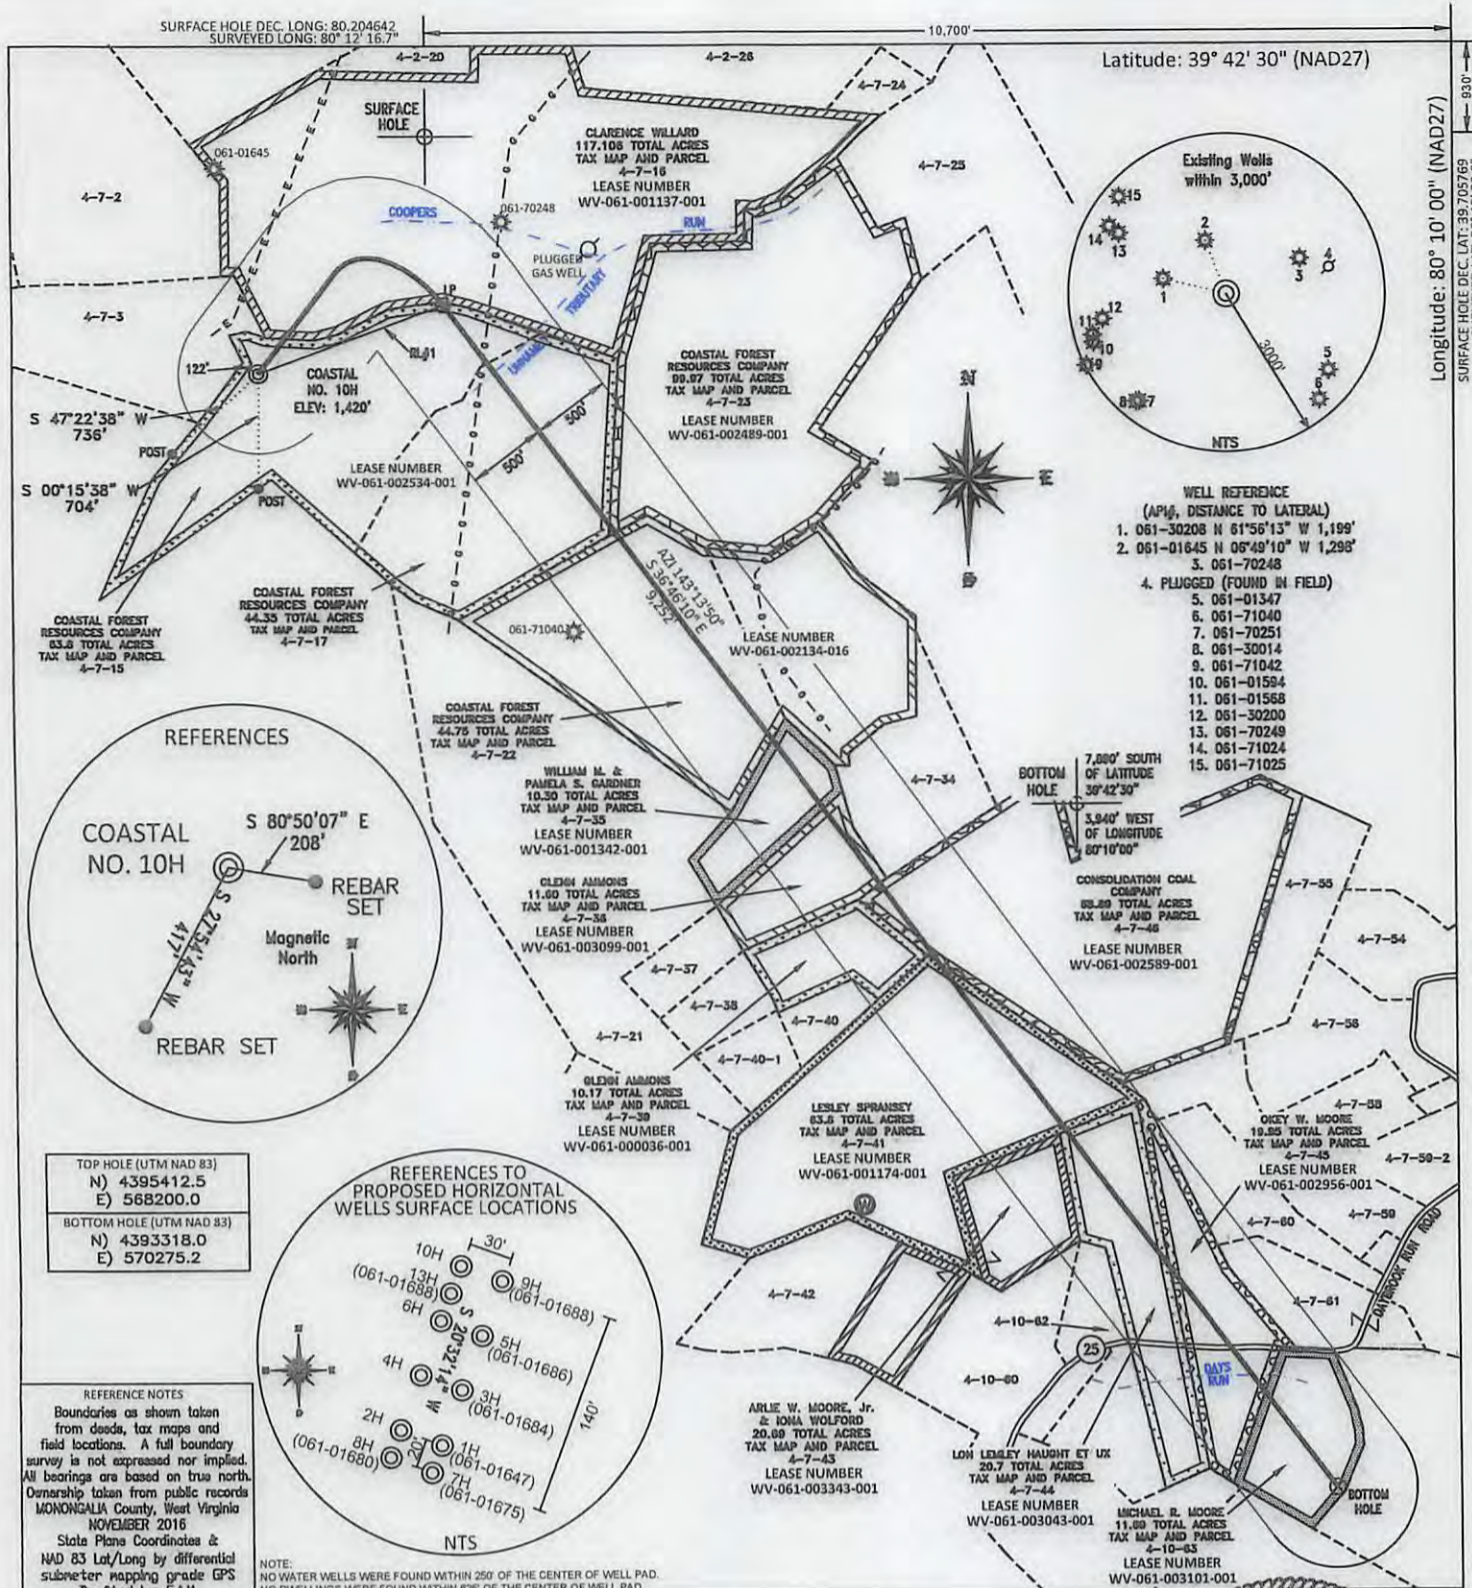 SURFACE HOLE DEC. LONG: 80.204642
SURVEYED LONG: 80° 12' 16.7"
10,700'
Latitude: 39° 42' 30" (NAD27)
930'
Longitude: 80° 10' 00" (NAD27)
SURFACE HOLE DEC. LAT: 39.705769
4-2-20
4-2-26
4-7-24
SURFACE
HOLE
CLARENCE WILLARD
117.106 TOTAL ACRES
TAX MAP AND PARCEL
4-7-16
LEASE NUMBER
WV-061-001137-001
061-01645
4-7-2
4-7-25
COOPERS
RUN
061-70248
PLUGGED
GAS WELL
TRIBUTARY
4-7-3
LP
122'
COASTAL
NO. 10H
ELEV: 1,420'
S 47°22'38" W
736'
POST
S 00°15'38" W
704'
POST
LEASE NUMBER
WV-061-002534-001
500'
500'
COASTAL FOREST
RESOURCES COMPANY
99.97 TOTAL ACRES
TAX MAP AND PARCEL
4-7-23
LEASE NUMBER
WV-061-002489-001
Existing Wells
within 3,000'
15
14
13
2
3
4
1
12
11
10
9
8
7
5
6
3000'
NTS
N
E
S
WELL REFERENCE
(API#, DISTANCE TO LATERAL)
1. 061-30208 N 61°56'13" W 1,199'
2. 061-01645 N 06°49'10" W 1,298'
3. 061-70248
4. PLUGGED (FOUND IN FIELD)
5. 061-01347
6. 061-71040
7. 061-70251
8. 061-30014
9. 061-71042
10. 061-01594
11. 061-01568
12. 061-30200
13. 061-70249
14. 061-71024
15. 061-71025
COASTAL FOREST
RESOURCES COMPANY
63.8 TOTAL ACRES
TAX MAP AND PARCEL
4-7-15
COASTAL FOREST
RESOURCES COMPANY
44.35 TOTAL ACRES
TAX MAP AND PARCEL
4-7-17
061-71040
AZI 143°13'50"
S 36°46'10" E
9,252'
LEASE NUMBER
WV-061-002134-016
COASTAL FOREST
RESOURCES COMPANY
44.75 TOTAL ACRES
TAX MAP AND PARCEL
4-7-22
WILLIAM M. &
PAMELA S. GARDNER
10.30 TOTAL ACRES
TAX MAP AND PARCEL
4-7-35
LEASE NUMBER
WV-061-001342-001
4-7-34
BOTTOM
HOLE
SOUTH
OF LATITUDE
39°42'30"
3,940' WEST
OF LONGITUDE
80°10'00"
REFERENCES
COASTAL
NO. 10H
S 80°50'07" E
208'
REBAR
SET
S 27°54'43" W
417'
Magnetic
North
REBAR SET
GLENN AMMONS
11.60 TOTAL ACRES
TAX MAP AND PARCEL
4-7-36
LEASE NUMBER
WV-061-003099-001
CONSOLIDATION COAL
COMPANY
TOTAL ACRES
TAX MAP AND PARCEL
4-7-46
LEASE NUMBER
WV-061-002589-001
4-7-55
4-7-54
4-7-37
4-7-38
4-7-40
4-7-21
4-7-40-1
4-7-56
4-7-58
GLENN AMMONS
10.17 TOTAL ACRES
TAX MAP AND PARCEL
4-7-39
LEASE NUMBER
WV-061-000036-001
LESLEY SPRANSEY
63.8 TOTAL ACRES
TAX MAP AND PARCEL
4-7-41
LEASE NUMBER
WV-061-001174-001
W
OKEY W. MOORE
19.95 TOTAL ACRES
TAX MAP AND PARCEL
4-7-45
LEASE NUMBER
WV-061-002956-001
4-7-59-2
4-7-60
4-7-59
DAYBROOK RUN ROAD
TOP HOLE (UTM NAD 83)
N) 4395412.5
E) 568200.0
BOTTOM HOLE (UTM NAD 83)
N) 4393318.0
E) 570275.2
REFERENCES TO
PROPOSED HORIZONTAL
WELLS SURFACE LOCATIONS
30'
10H
9H
(061-01688)
13H
(061-01688)
6H
5H
(061-01686)
S 20°32'14" W
4H
3H
(061-01684)
140'
2H
8H
(061-01680)
20'
1H
(061-01647)
7H
(061-01675)
NTS
4-7-42
4-10-62
4-7-61
25
DAYS
RUN
4-10-60
ARLIE W. MOORE, Jr.
& IONA WOLFORD
20.69 TOTAL ACRES
TAX MAP AND PARCEL
4-7-43
LEASE NUMBER
WV-061-003343-001
LON LEMLEY HAUGHT ET UX
20.7 TOTAL ACRES
TAX MAP AND PARCEL
4-7-44
LEASE NUMBER
WV-061-003043-001
BOTTOM
HOLE
MICHAEL R. MOORE
11.69 TOTAL ACRES
TAX MAP AND PARCEL
4-10-63
LEASE NUMBER
WV-061-003101-001
REFERENCE NOTES
Boundaries as shown taken
from deeds, tax maps and
field locations. A full boundary
survey is not expressed nor implied.
All bearings are based on true north.
Ownership taken from public records
MONONGALIA County, West Virginia
NOVEMBER 2016
State Plane Coordinates &
NAD 83 Lat/Long by differential
submeter mapping grade GPS
NOTE:
NO WATER WELLS WERE FOUND WITHIN 250' OF THE CENTER OF WELL PAD.